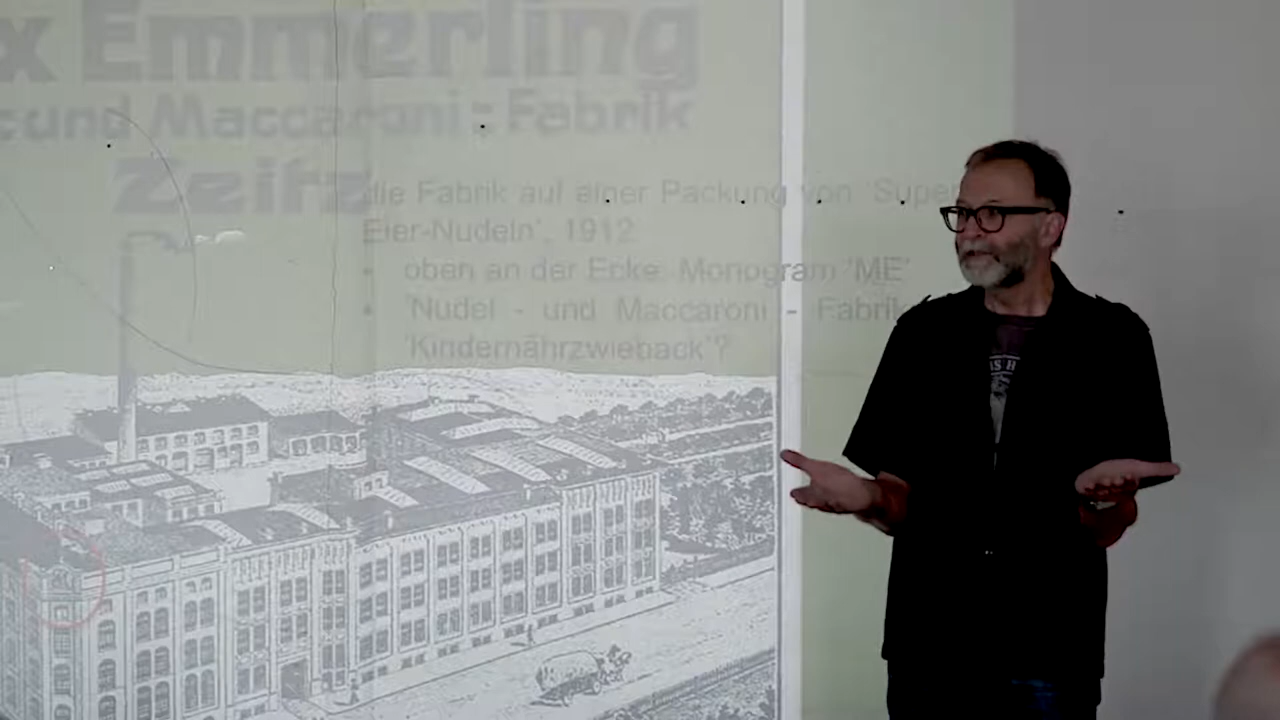 x Emmerling
und Maccaroni-Fabrik
Zeitz
die Fabrik auf einer Packung von 'Super
Eier-Nudeln', 1912
• oben an der Ecke: Monogram 'ME'
• 'Nudel - und Maccaroni - Fabrik
'Kindernährzwieback'?
IS H